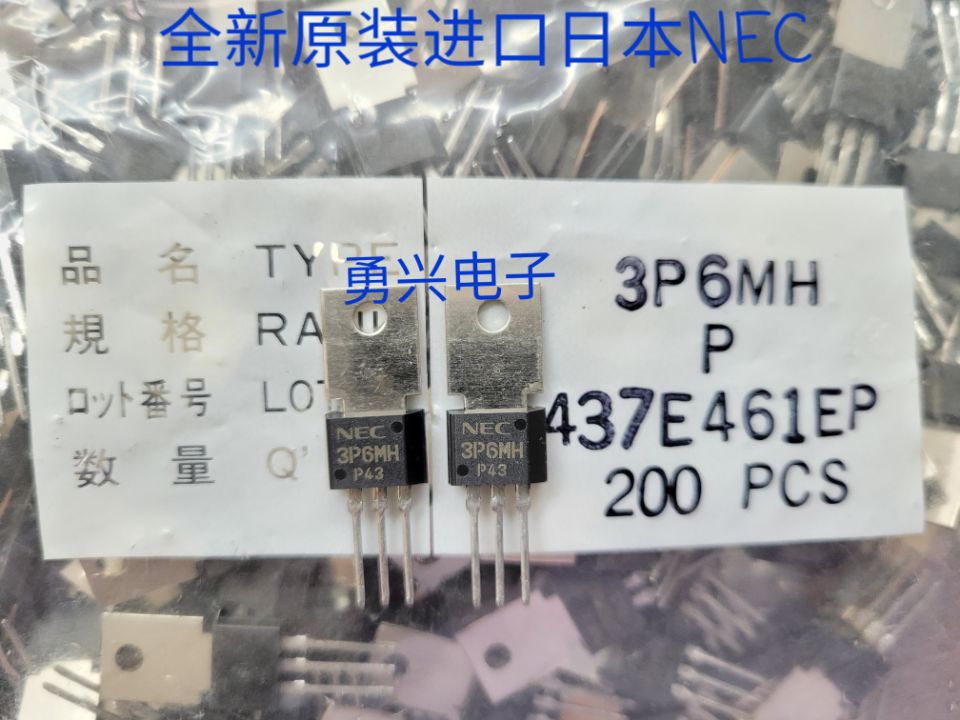 全新原装进口日本NEC
勇兴电子
品 名 TYPE 3P6MH
規 格 RA P
ロット番号 LOT 437E461EP
数 量 Q' 200 PCS
NEC
3P6MH
P43
NEC
3P6MH
P43